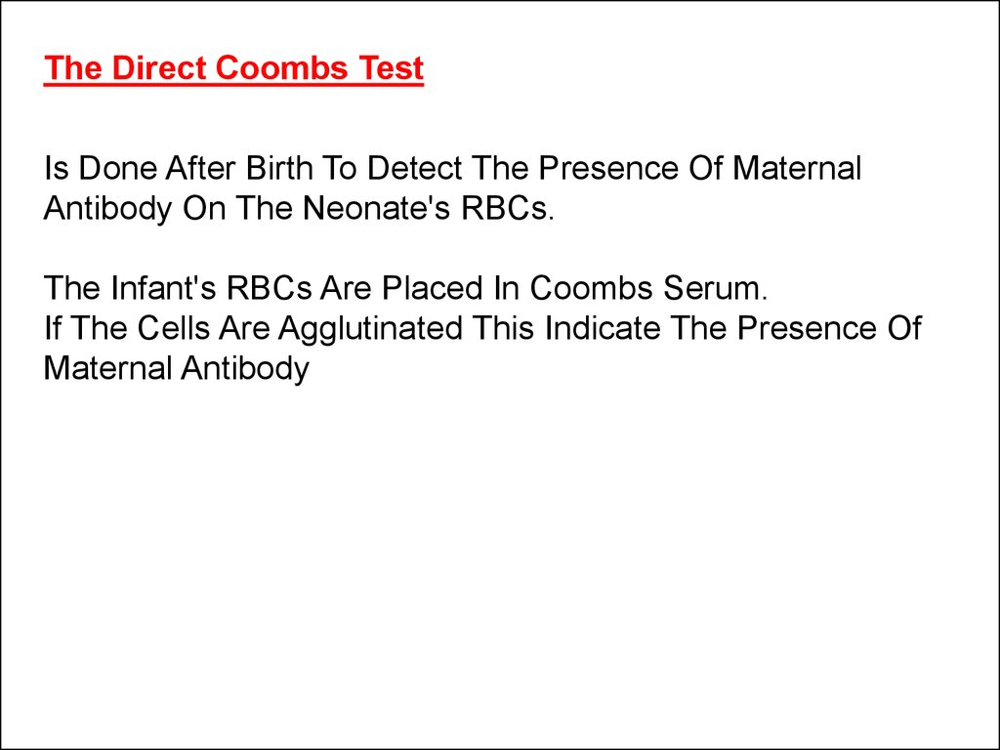 The Direct Coombs Test
Is Done After Birth To Detect The Presence Of Maternal
Antibody On The Neonate's RBCs.
The Infant's RBCs Are Placed In Coombs Serum.
If The Cells Are Agglutinated This Indicate The Presence Of
Maternal Antibody